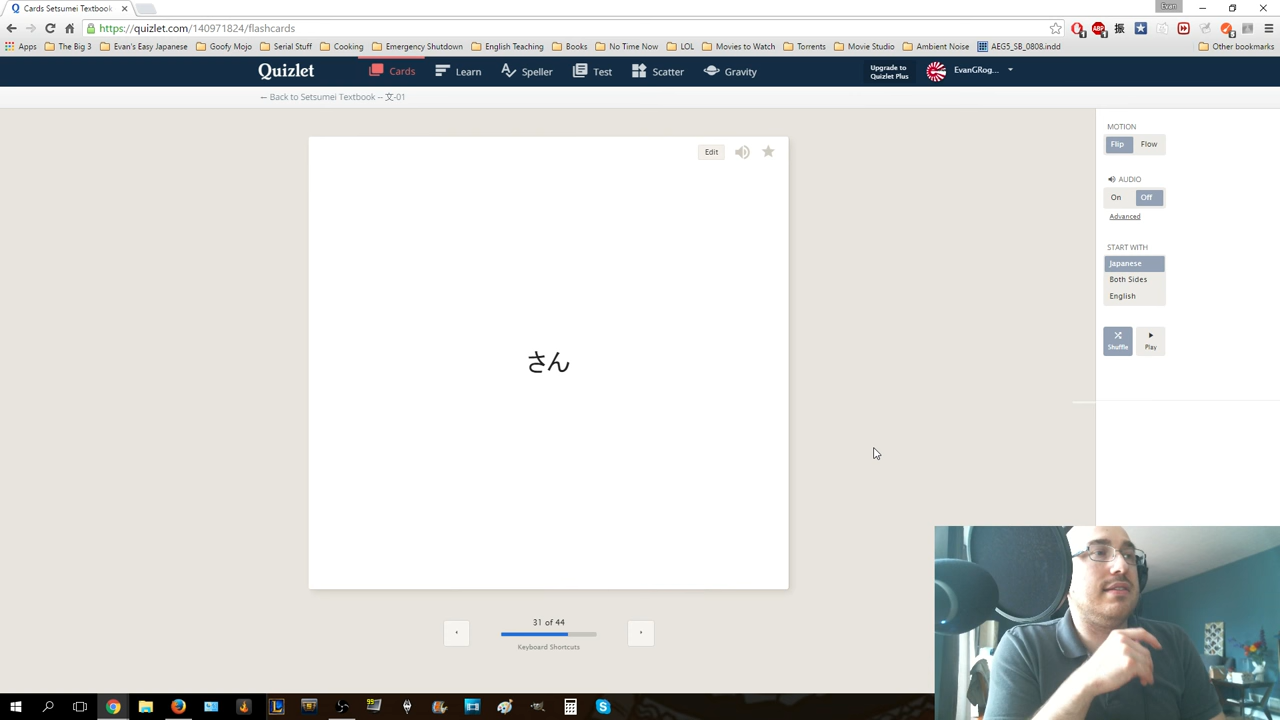 Cards Setsumei Textbook
Evan
https://quizlet.com/140971824/flashcards
Apps
The Big 3
Evan's Easy Japanese
Goofy Mojo
Serial Stuff
Cooking
Emergency Shutdown
English Teaching
Books
No Time Now
LOL
Movies to Watch
Torrents
Movie Studio
Ambient Noise
AEG5_SB_0808.indd
Other bookmarks
Quizlet
Cards
Learn
Speller
Test
Scatter
Gravity
Upgrade to
Quizlet Plus
EvanGRog...
← Back to Setsumei Textbook -- 文-01
Edit
さん
31 of 44
Keyboard Shortcuts
MOTION
Flip
Flow
AUDIO
On
Off
Advanced
START WITH
Japanese
Both Sides
English
Shuffle
Play